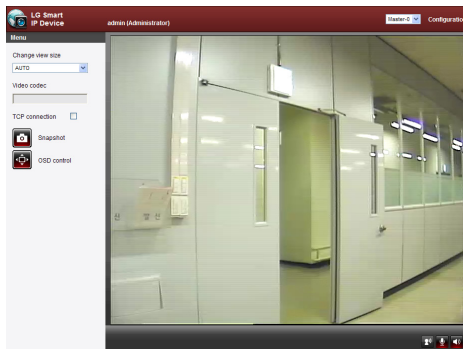 LG Smart
IP Device
admin (Administrator)
Master-0
Configuratio
Menu
Change view size
AUTO
Video codec
TCP connection
Snapshot
OSD control